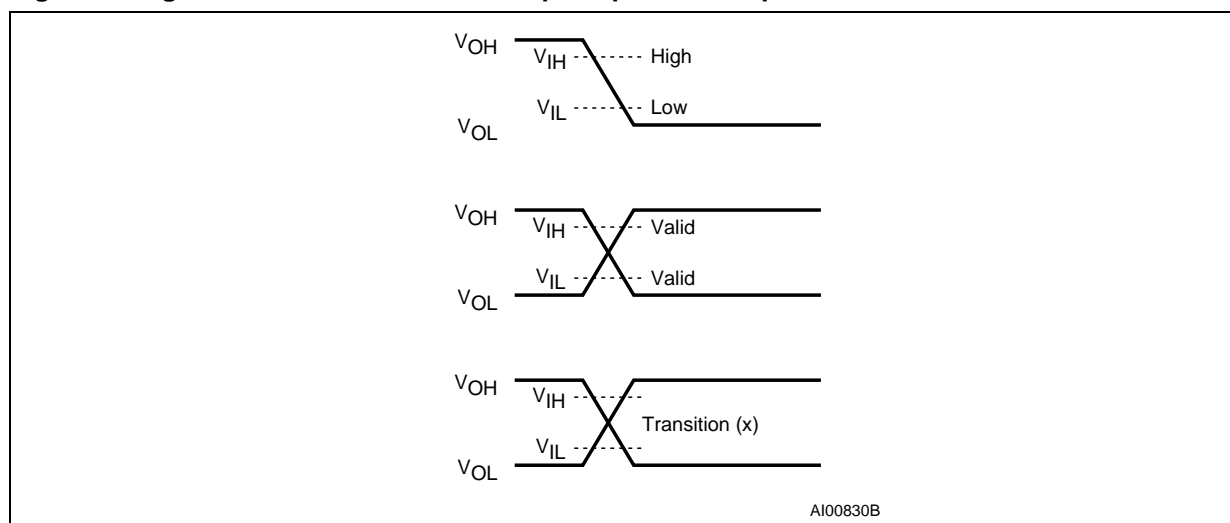 VOH
VIH High
VIL Low
VOL
VOH
VIH Valid
VIL Valid
VOL
VOH
VIH
Transition (x)
VIL
VOL
AI00830B